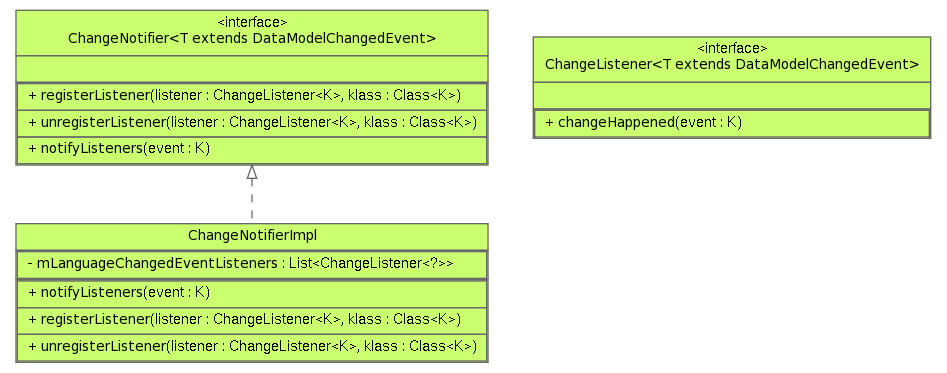 <interface>
ChangeNotifier<T extends DataModelChangedEvent>
+ registerListener(listener : ChangeListener<K>, klass : Class<K>)
+ unregisterListener(listener : ChangeListener<K>, klass : Class<K>)
+ notifyListeners(event : K)
ChangeNotifierImpl
- mLanguageChangedEventListeners : List<ChangeListener<?>>
+ notifyListeners(event : K)
+ registerListener(listener : ChangeListener<K>, klass : Class<K>)
+ unregisterListener(listener : ChangeListener<K>, klass : Class<K>)
<interface>
ChangeListener<T extends DataModelChangedEvent>
+ changeHappened(event : K)